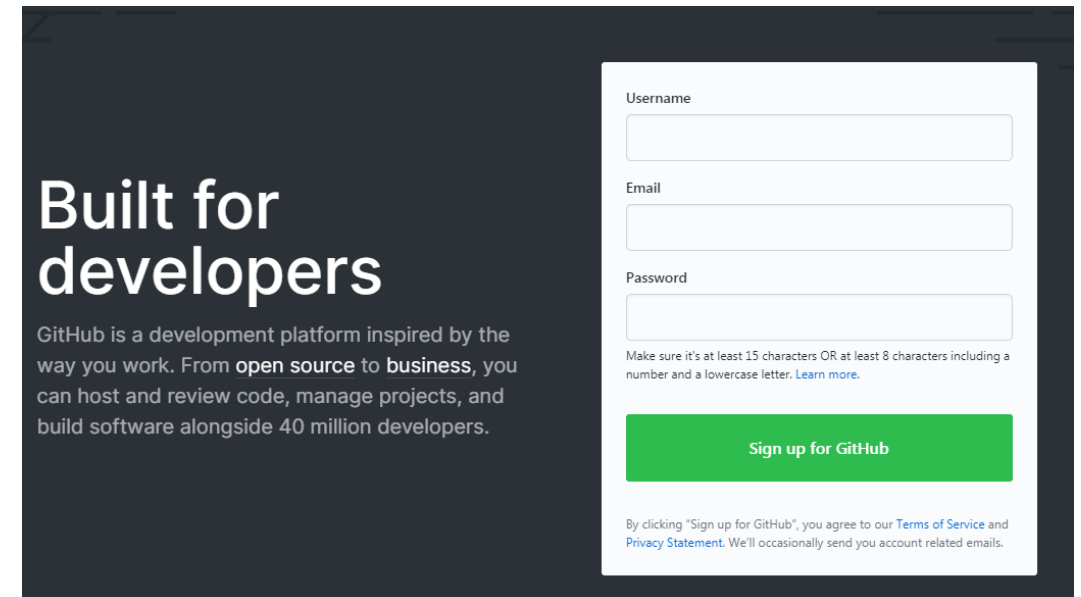 Built for
developers
GitHub is a development platform inspired by the
way you work. From open source to business, you
can host and review code, manage projects, and
build software alongside 40 million developers.
Username
Email
Password
Make sure it's at least 15 characters OR at least 8 characters including a
number and a lowercase letter. Learn more.
Sign up for GitHub
By clicking “Sign up for GitHub”, you agree to our Terms of Service and
Privacy Statement. We’ll occasionally send you account related emails.